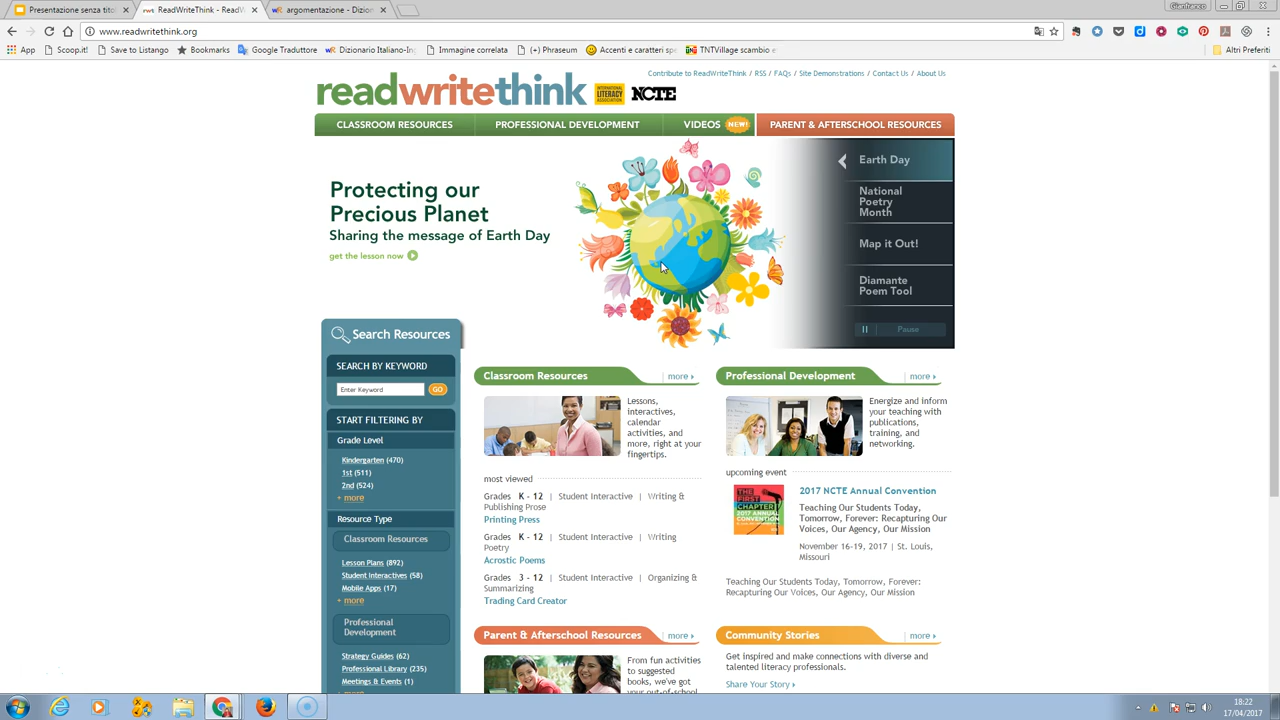 Presentazione senza tito
ReadWriteThink - ReadW
argomentazione - Diziona
Gianfranco
www.readwritethink.org
App
Scoop.it!
Save to Listango
Bookmarks
Google Traduttore
Dizionario Italiano-In
Immagine correlata
(+) Phraseum
Accenti e caratteri spe
TNTVillage scambio e
Altri Preferiti
Contribute to ReadWriteThink / RSS / FAQs / Site Demonstrations / Contact Us / About Us
readwritethink
INTERNATIONAL
LITERACY
ASSOCIATION
NCTE
CLASSROOM RESOURCES
PROFESSIONAL DEVELOPMENT
VIDEOS NEW!
PARENT & AFTERSCHOOL RESOURCES
Protecting our
Precious Planet
Sharing the message of Earth Day
get the lesson now
Earth Day
National
Poetry
Month
Map it Out!
Diamante
Poem Tool
Pause
Search Resources
SEARCH BY KEYWORD
Enter Keyword
GO
START FILTERING BY
Grade Level
Kindergarten (470)
1st (511)
2nd (524)
+ more
Resource Type
Classroom Resources
Lesson Plans (892)
Student Interactives (58)
Mobile Apps (17)
+ more
Professional
Development
Strategy Guides (62)
Professional Library (235)
Meetings & Events (1)
+ more
Classroom Resources
more
Lessons,
interactives,
calendar
activities, and
more, right at your
fingertips.
most viewed
Grades K - 12 | Student Interactive | Writing &
Publishing Prose
Printing Press
Grades K - 12 | Student Interactive | Writing
Poetry
Acrostic Poems
Grades 3 - 12 | Student Interactive | Organizing &
Summarizing
Trading Card Creator
Professional Development
more
Energize and inform
your teaching with
publications,
training, and
networking.
upcoming event
THE FIRST
CHAPTER
2017 ANNUAL
CONVENTION
2017 NCTE Annual Convention
Teaching Our Students Today,
Tomorrow, Forever: Recapturing Our
Voices, Our Agency, Our Mission
November 16-19, 2017 | St. Louis,
Missouri
Teaching Our Students Today, Tomorrow, Forever:
Recapturing Our Voices, Our Agency, Our Mission
Parent & Afterschool Resources
more
From fun activities
to suggested
books, we've got
your out-of-school
Community Stories
more
Get inspired and make connections with diverse and
talented literacy professionals.
Share Your Story
18:22
17/04/2017